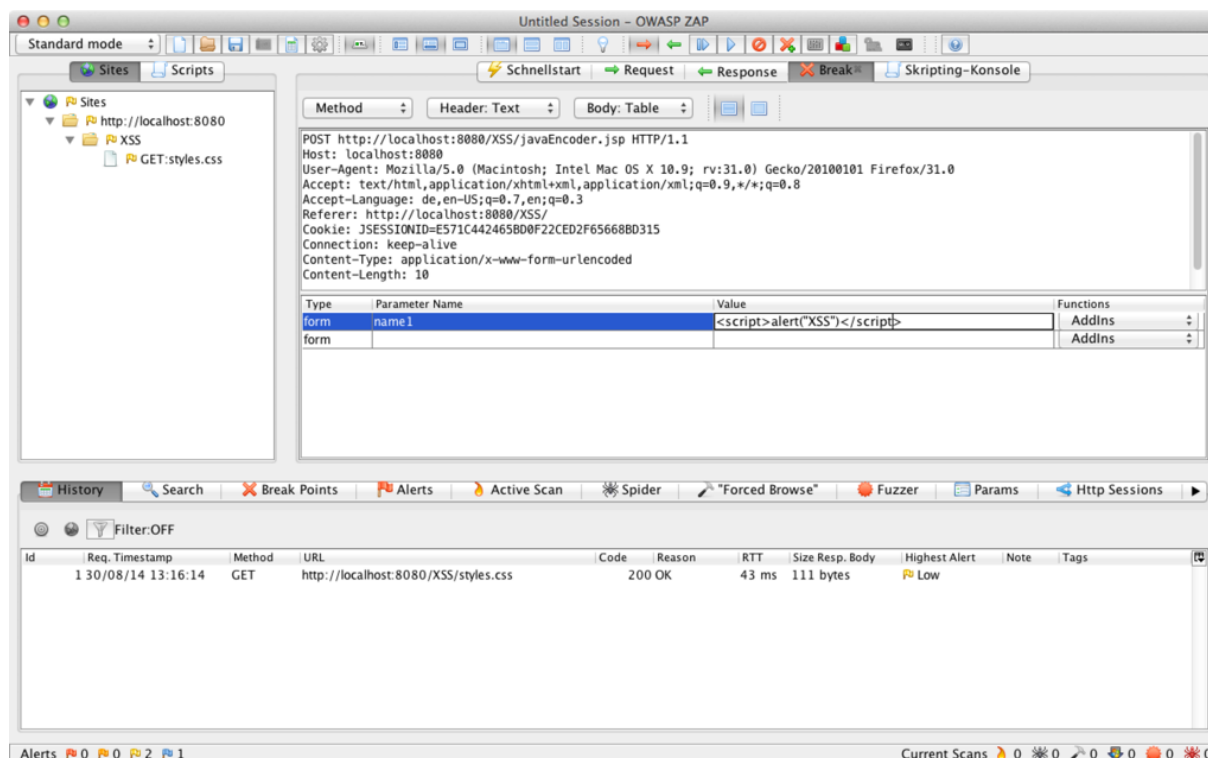 Untitled Session - OWASP ZAP
Standard mode
Sites
Scripts
Schnellstart
Request
Response
Break
Skripting-Konsole
Sites
http://localhost:8080
XSS
GET:styles.css
Method
Header: Text
Body: Table
POST http://localhost:8080/XSS/javaEncoder.jsp HTTP/1.1
Host: localhost:8080
User-Agent: Mozilla/5.0 (Macintosh; Intel Mac OS X 10.9; rv:31.0) Gecko/20100101 Firefox/31.0
Accept: text/html,application/xhtml+xml,application/xml;q=0.9,*/*;q=0.8
Accept-Language: de,en-US;q=0.7,en;q=0.3
Referer: http://localhost:8080/XSS/
Cookie: JSESSIONID=E571C442465BD0F22CED2F65668BD315
Connection: keep-alive
Content-Type: application/x-www-form-urlencoded
Content-Length: 10
Type Parameter Name Value Functions
form name1 <script>alert("XSS")</script> AddIns
form AddIns
History Search Break Points Alerts Active Scan Spider "Forced Browse" Fuzzer Params Http Sessions
Filter:OFF
Id Req. Timestamp Method URL Code Reason RTT Size Resp. Body Highest Alert Note Tags
1 30/08/14 13:16:14 GET http://localhost:8080/XSS/styles.css 200 OK 43 ms 111 bytes Low
Alerts 0 0 2 1 Current Scans 0 0 0 0 0 0